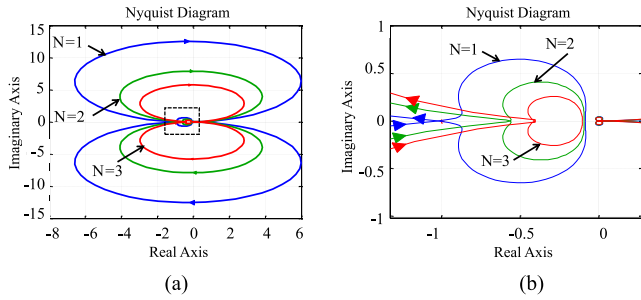 Nyquist Diagram
Imaginary Axis
15
10
5
0
-5
-10
-15
N=1
N=2
N=3
-8
-6
-4
-2
0
2
4
6
Real Axis
(a)
Nyquist Diagram
Imaginary Axis
1
0.5
0
-0.5
-1
N=1
N=2
N=3
-1
-0.5
0
Real Axis
(b)